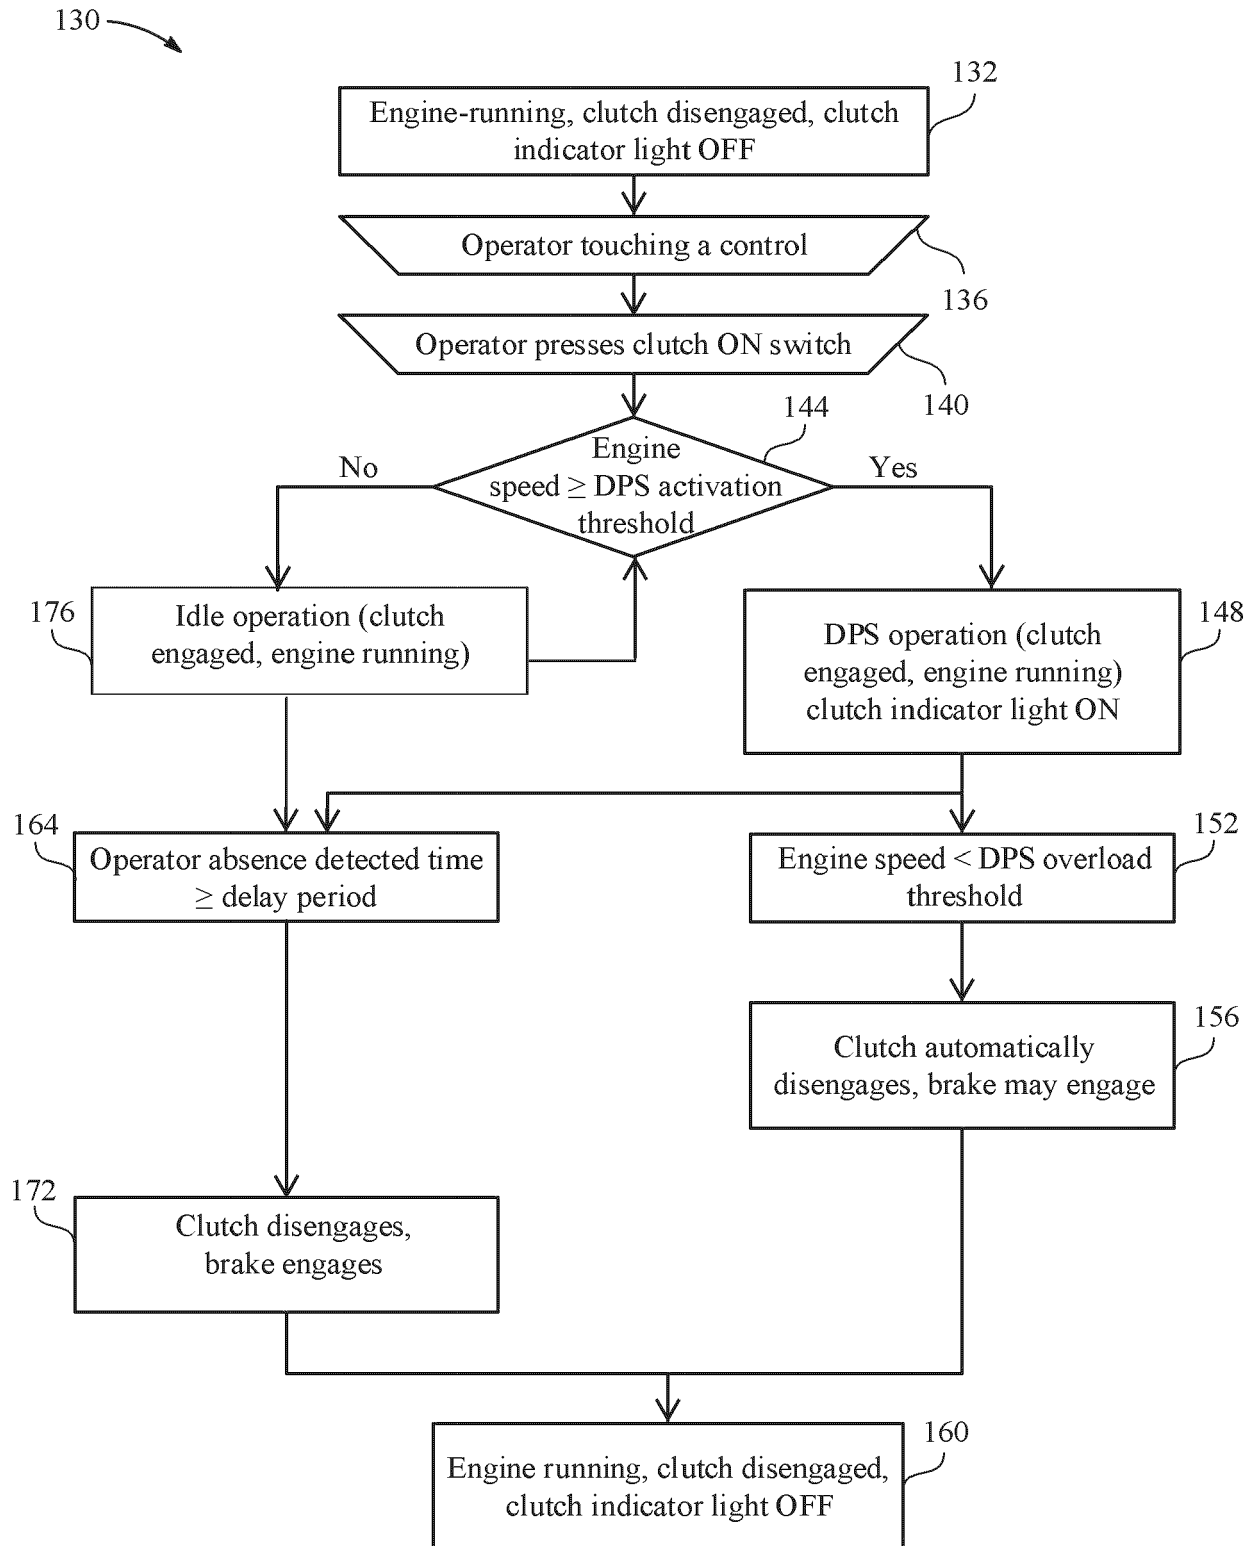 130
132
Engine-running, clutch disengaged, clutch
indicator light OFF
Operator touching a control
136
Operator presses clutch ON switch
140
144
Engine
speed ≥ DPS activation
threshold
No
Yes
176
Idle operation (clutch
engaged, engine running)
148
DPS operation (clutch
engaged, engine running)
clutch indicator light ON
164
Operator absence detected time
≥ delay period
152
Engine speed < DPS overload
threshold
156
Clutch automatically
disengages, brake may engage
172
Clutch disengages,
brake engages
160
Engine running, clutch disengaged,
clutch indicator light OFF